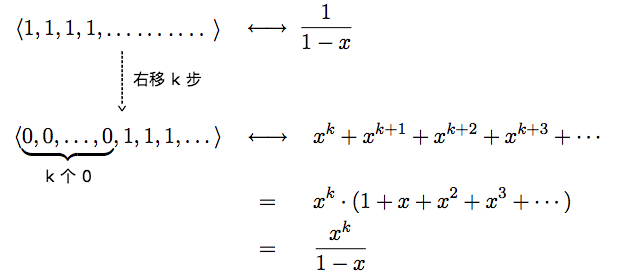 ⟨1, 1, 1, 1, . . . . . . . . . . ⟩ ⟷ 1/(1 − x)
右移 k 步
⟨0, 0, . . . , 0, 1, 1, 1, . . . ⟩ ⟷ x^k + x^{k+1} + x^{k+2} + x^{k+3} + ⋯
k 个 0
= x^k · (1 + x + x^2 + x^3 + ⋯ )
= x^k/(1 − x)